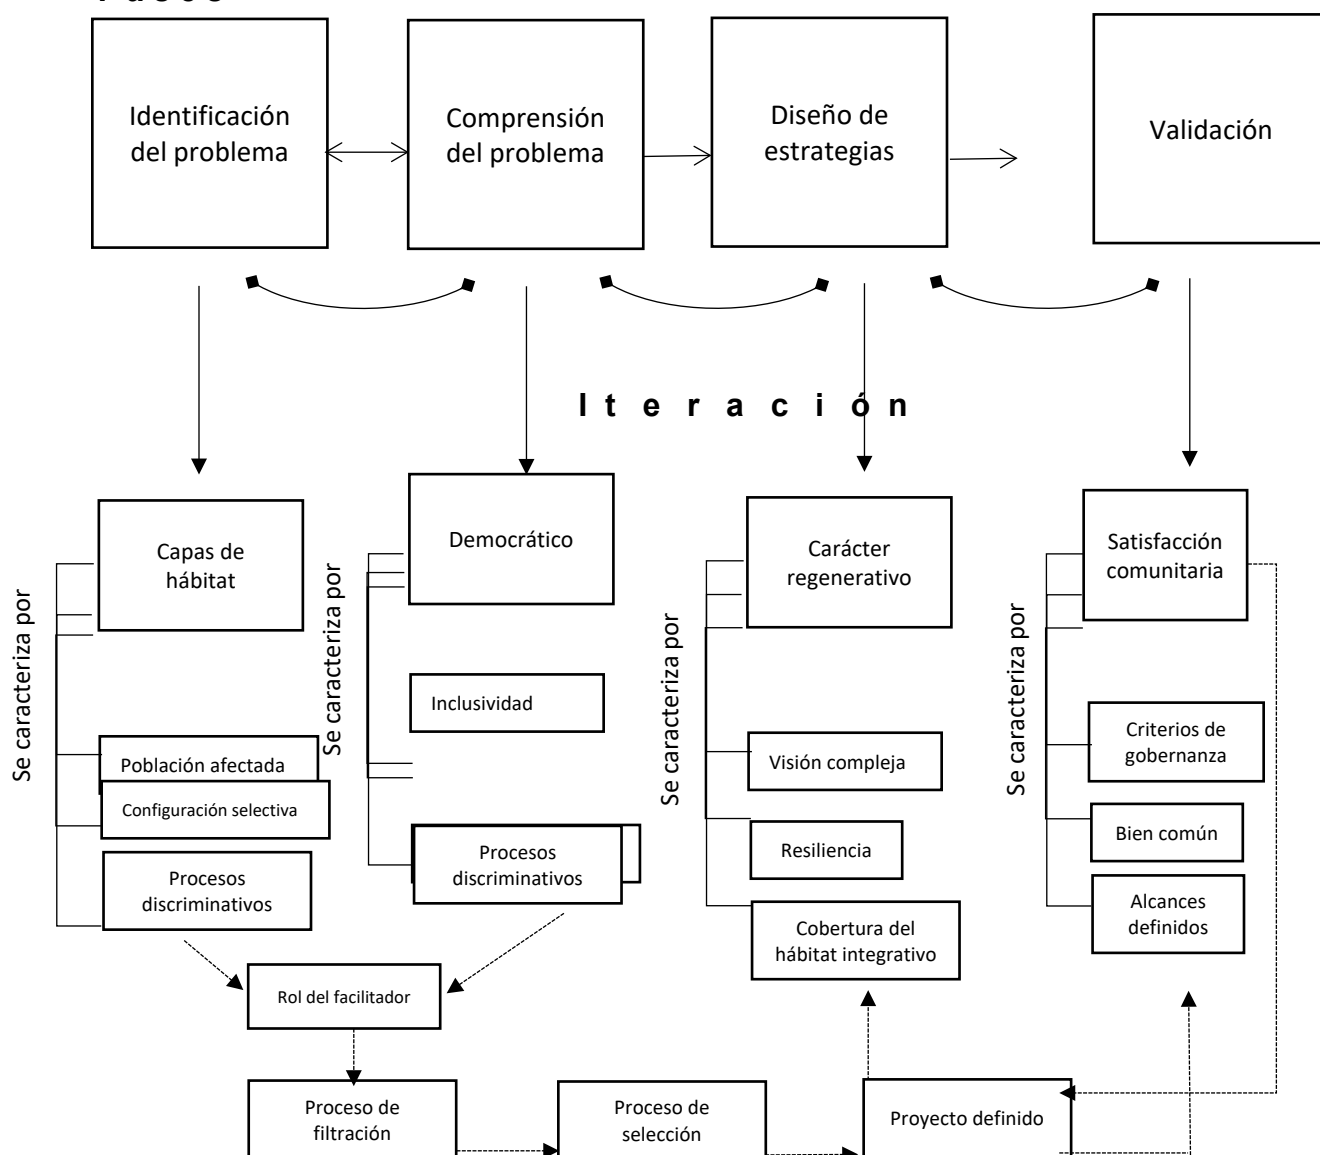 Identificación
del problema
Comprensión
del problema
Diseño de
estrategias
Validación
I t e r a c i ó n
Se caracteriza por
Capas de
hábitat
Población afectada
Configuración selectiva
Procesos
discriminativos
Se caracteriza por
Democrático
Inclusividad
Procesos
discriminativos
Se caracteriza por
Carácter
regenerativo
Visión compleja
Resiliencia
Cobertura del
hábitat integrativo
Se caracteriza por
Satisfacción
comunitaria
Criterios de
gobernanza
Bien común
Alcances
definidos
Rol del facilitador
Proceso de
filtración
Proceso de
selección
Proyecto definido